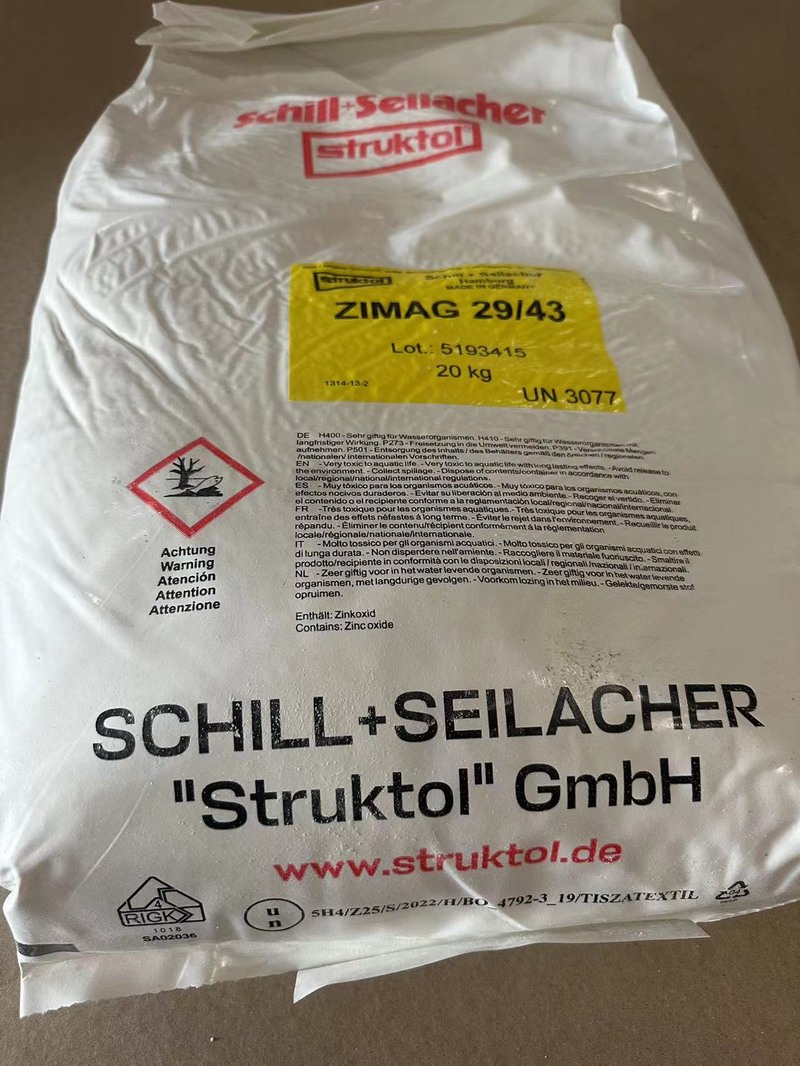 Schill+Seilacher
struktol®
struktol Schill + Seilacher
Hamburg
MADE IN GERMANY
ZIMAG 29/43
Lot.: 5193415
20 kg
1314-13-2
UN 3077
DE H400 - Sehr giftig für Wasserorganismen. H410 - Sehr giftig für Wasserorganismen mit
langfristiger Wirkung. P273 - Freisetzung in die Umwelt vermeiden. P391 - Verschüttete Mengen
aufnehmen. P501 - Entsorgung des Inhalts / des Behälters gemäß den örtlichen / regionalen
/nationalen/ internationalen Vorschriften.
EN - Very toxic to aquatic life. - Very toxic to aquatic life with long lasting effects. - Avoid release to
the environment. - Collect spillage. - Dispose of contents/container in accordance with
local/regional/national/international regulations.
ES - Muy tóxico para los organismos acuáticos. - Muy tóxico para los organismos acuáticos, con
efectos nocivos duraderos. - Evitar su liberación al medio ambiente. - Recoger el vertido. - Eliminar
el contenido o el recipiente conforme a la reglamentación local/regional/nacional/internacional.
FR - Très toxique pour les organismes aquatiques. - Très toxique pour les organismes aquatiques,
entraîne des effets néfastes à long terme. - Éviter le rejet dans l'environnement. - Recueillir le produit
répandu. - Éliminer le contenu/récipient conformément à la réglementation
locale/régionale/nationale/internationale.
IT - Molto tossico per gli organismi acquatici. - Molto tossico per gli organismi acquatici con effetti
di lunga durata. - Non disperdere nell'amiente. - Raccogliere il materiale fuoriuscito. - Smaltire il
prodotto/recipiente in conformità con le disposizioni locali / regionali /nazionali / internazionali.
NL - Zeer giftig voor in het water levende organismen. - Zeer giftig voor in het water levende
organismen, met langdurige gevolgen. - Voorkom lozing in het milieu. - Gelekte/gemorste stof
opruimen.
Achtung
Warning
Atención
Attention
Attenzione
Enthält: Zinkoxid
Contains: Zinc oxide
SCHILL+SEILACHER
"Struktol" GmbH
www.struktol.de
4
RIGK
1018
SA02036
un
5H4/Z25/S/2022/H/BO 4792-3_19/TISZATEXTIL
04